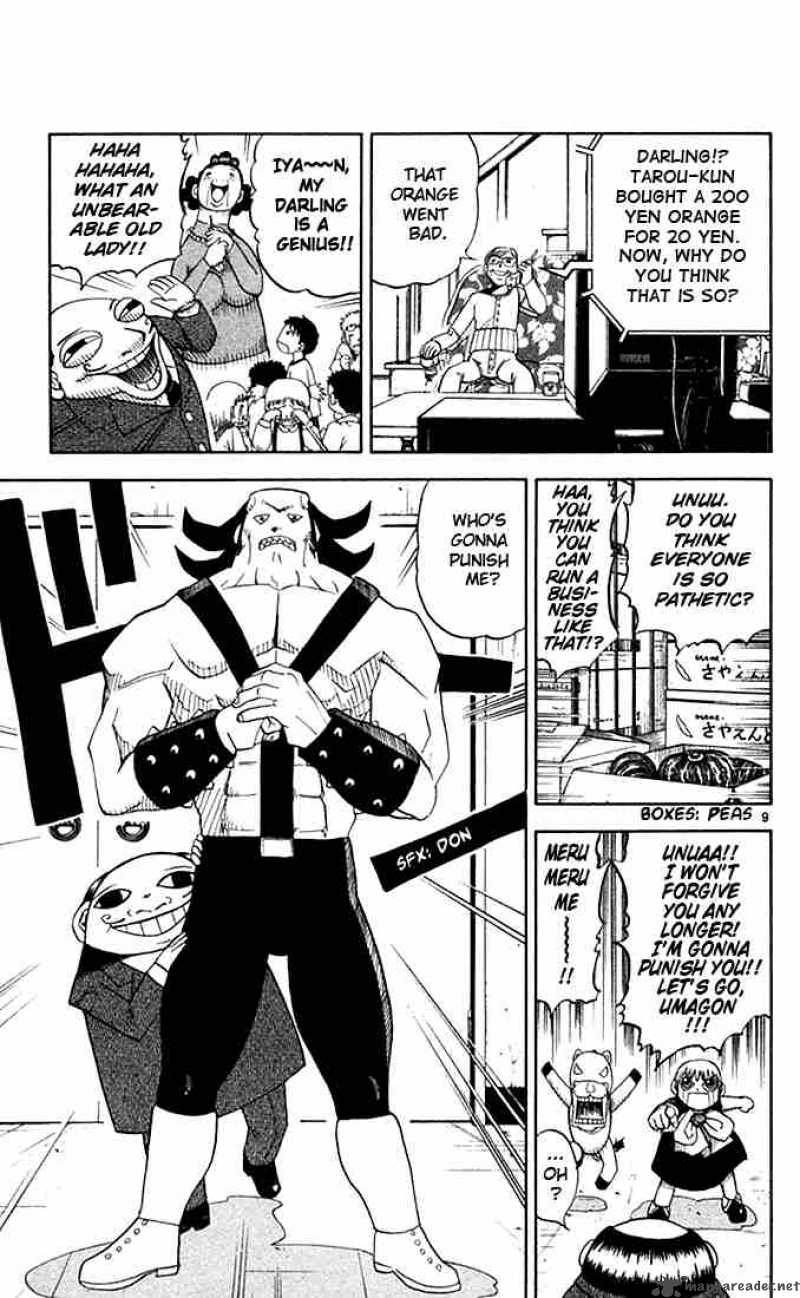 DARLING!?
TAROU-KUN
BOUGHT A 200
YEN ORANGE
FOR 20 YEN.
NOW, WHY DO
YOU THINK
THAT IS SO?
THAT
ORANGE
WENT
BAD.
IYA~~~N,
MY
DARLING
IS A
GENIUS!!
HAHA
HAHAHA,
WHAT AN
UNBEAR-
ABLE OLD
LADY!!
UNUU.
DO YOU
THINK
EVERYONE
IS SO
PATHETIC?
HAA,
YOU
THINK
YOU
CAN
RUN A
BUSI-
NESS
LIKE
THAT!?
さやえん
さやえんど
BOXES: PEAS 9
UNUAA!!
I WON'T
FORGIVE
YOU ANY
LONGER!
I'M GONNA
PUNISH YOU!!
LET'S GO,
UMAGON
!!!
MERU
MERU
ME
~~~~
!!
...
OH
?
WHO'S
GONNA
PUNISH
ME?
ドン
SFX: DON
mangareader.net